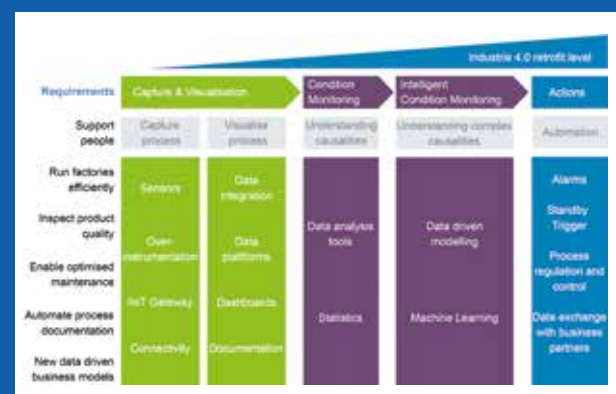 Industrie 4.0 retrofit level
Requirements
Capture & Visualisation
Condition
Monitoring
Intelligent
Condition Monitoring
Actions
Support
people
Capture
process
Visualise
process
Understanding
causalities
Understanding complex
causalities
Automation
Run factories
efficiently
Inspect product
quality
Enable optimised
maintenance
Automate process
documentation
New data driven
business models
Sensors
Over-
instrumentation
IIoT Gateway
Connectivity
Data
integration
Data
platforms
Dashboards
Documentation
Data analysis
tools
Statistics
Data driven
modelling
Machine Learning
Alarms
Standby
Trigger
Process
regulation and
control
Data exchange
with business
partners